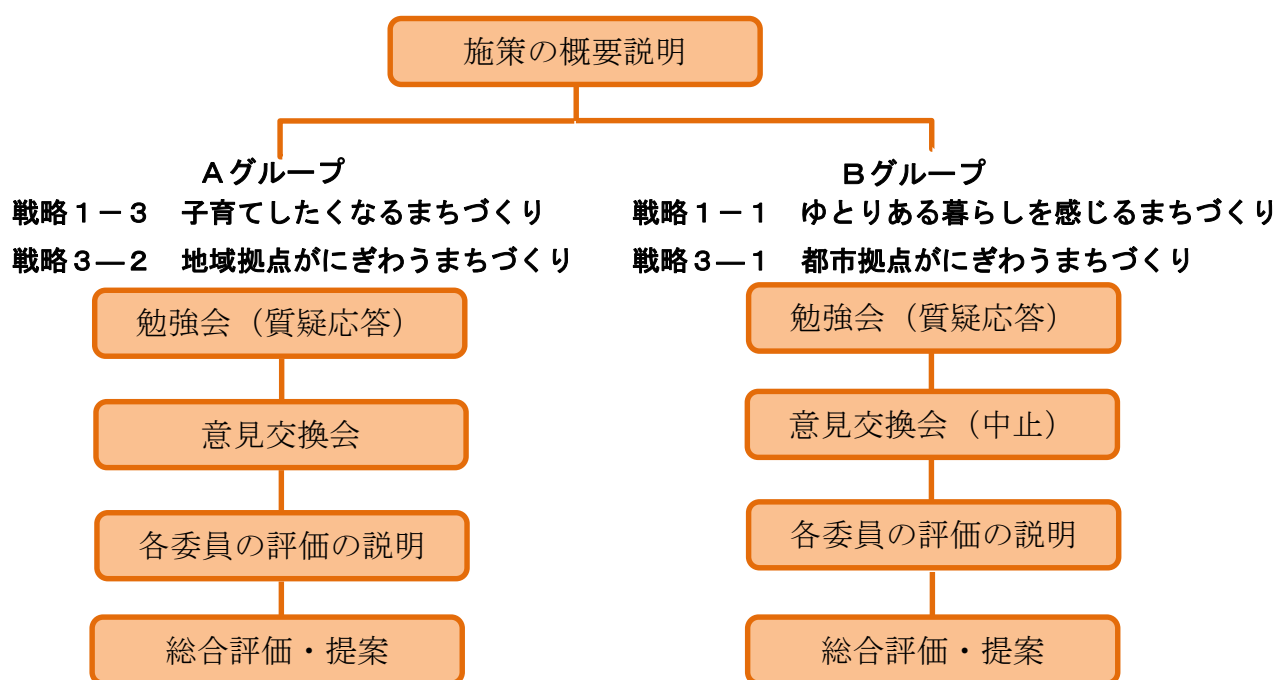 施策の概要説明
Aグループ
戦略1－3　子育てしたくなるまちづくり
戦略3―2　地域拠点がにぎわうまちづくり
勉強会（質疑応答）
意見交換会
各委員の評価の説明
総合評価・提案
Bグループ
戦略1－1　ゆとりある暮らしを感じるまちづくり
戦略3―1　都市拠点がにぎわうまちづくり
勉強会（質疑応答）
意見交換会（中止）
各委員の評価の説明
総合評価・提案